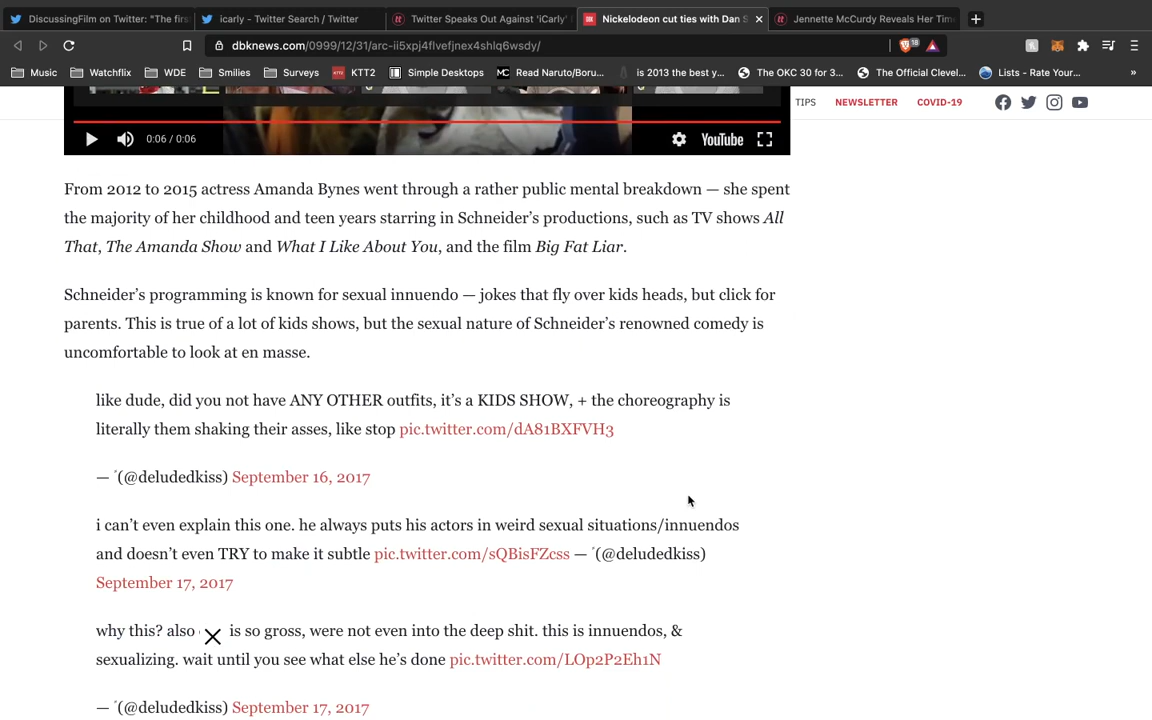 DiscussingFilm on Twitter: "The firs
icarly - Twitter Search / Twitter
Twitter Speaks Out Against 'iCarly'
Nickelodeon cut ties with Dan S
Jennette McCurdy Reveals Her Tim
dbknews.com/0999/12/31/arc-ii5xpj4flvefjnex4shlq6wsdy/
18
Music
Watchflix
WDE
Smilies
Surveys
KTT2
Simple Desktops
Read Naruto/Boru...
is 2013 the best y...
The OKC 30 for 3...
The Official Clevel...
Lists - Rate Your...
»
TIPS
NEWSLETTER
COVID-19
0:06 / 0:06
YouTube
From 2012 to 2015 actress Amanda Bynes went through a rather public mental breakdown — she spent
the majority of her childhood and teen years starring in Schneider's productions, such as TV shows All
That, The Amanda Show and What I Like About You, and the film Big Fat Liar.
Schneider's programming is known for sexual innuendo — jokes that fly over kids heads, but click for
parents. This is true of a lot of kids shows, but the sexual nature of Schneider's renowned comedy is
uncomfortable to look at en masse.
like dude, did you not have ANY OTHER outfits, it's a KIDS SHOW, + the choreography is
literally them shaking their asses, like stop pic.twitter.com/dA81BXFVH3
— ´(@deludedkiss) September 16, 2017
i can't even explain this one. he always puts his actors in weird sexual situations/innuendos
and doesn't even TRY to make it subtle pic.twitter.com/sQBisFZcss — ´(@deludedkiss)
September 17, 2017
why this? also is so gross, were not even into the deep shit. this is innuendos, &
sexualizing. wait until you see what else he's done pic.twitter.com/LOp2P2Eh1N
— ´(@deludedkiss) September 17, 2017